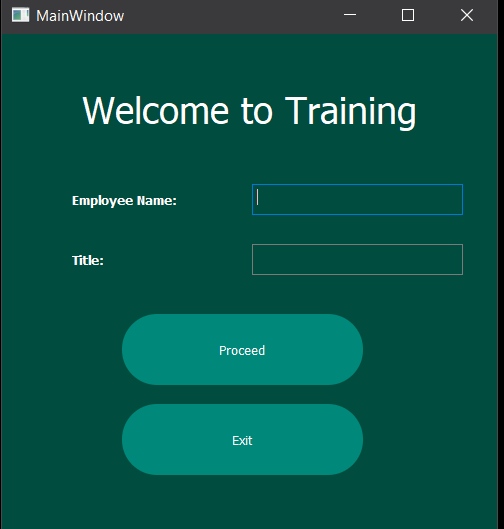 MainWindow
Welcome to Training
Employee Name:
Title:
Proceed
Exit